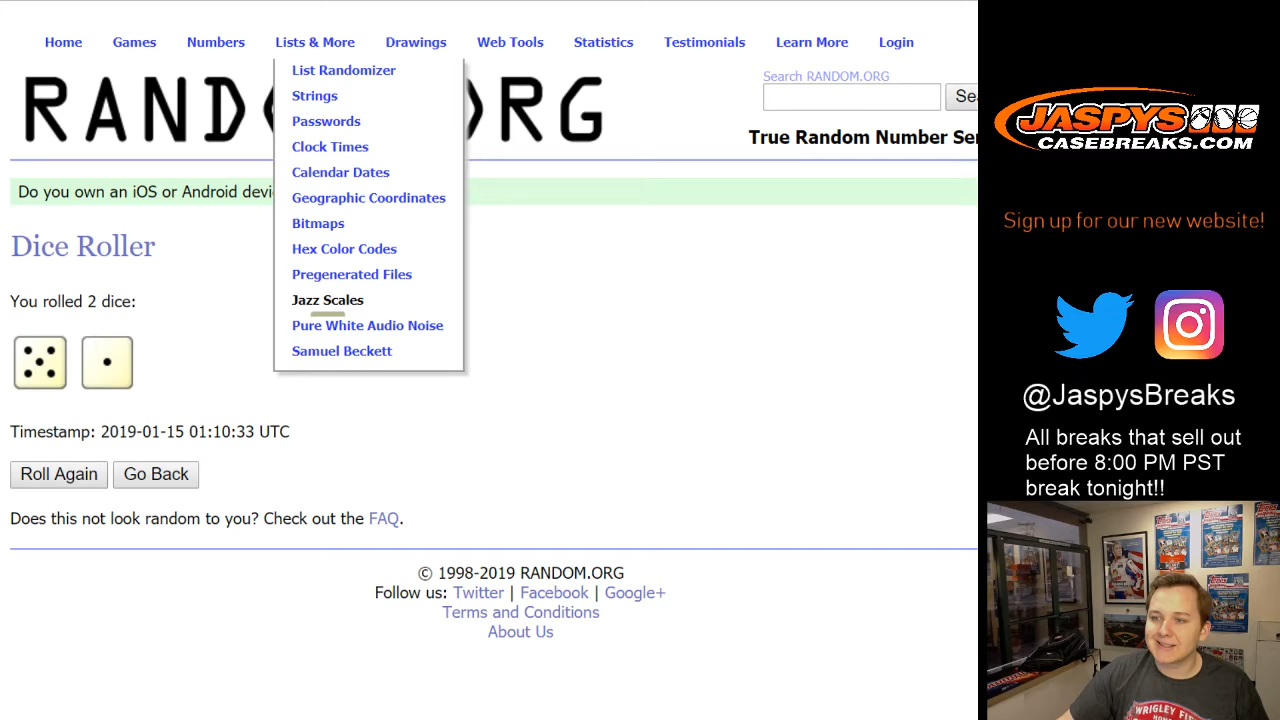 Home Games Numbers Lists & More Drawings Web Tools Statistics Testimonials Learn More Login
List Randomizer
Strings
Passwords
Clock Times
Calendar Dates
Geographic Coordinates
Bitmaps
Hex Color Codes
Pregenerated Files
Jazz Scales
Pure White Audio Noise
Samuel Beckett
Search RANDOM.ORG
Sea
True Random Number Ser
Do you own an iOS or Android devi
Dice Roller
You rolled 2 dice:
Timestamp: 2019-01-15 01:10:33 UTC
Roll Again Go Back
Does this not look random to you? Check out the FAQ.
© 1998-2019 RANDOM.ORG
Follow us: Twitter | Facebook | Google+
Terms and Conditions
About Us
JASPYS
CASEBREAKS.COM
Sign up for our new website!
@JaspysBreaks
All breaks that sell out
before 8:00 PM PST
break tonight!!
WRIGLEY FI